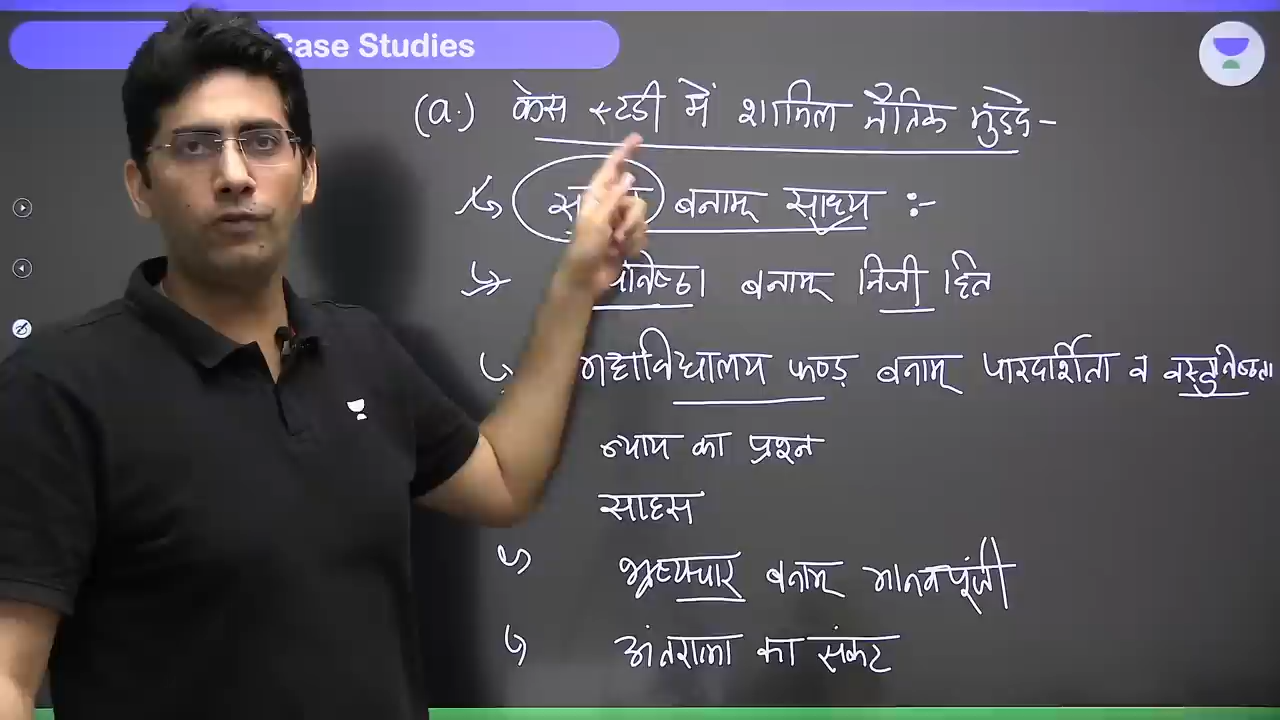 Case Studies
(a.) केस स्टडी में शामिल नैतिक मुद्दे-
बनाम् साध्य :-
बनाम् निजी हित
महाविद्यालय फण्ड़ बनाम् पारदर्शिता व वस्तुनिष्ठता
न्याय का प्रश्न
साहस
भ्रष्टाचार बनाम् मानवपूंजी
अंतरात्मा का संकट